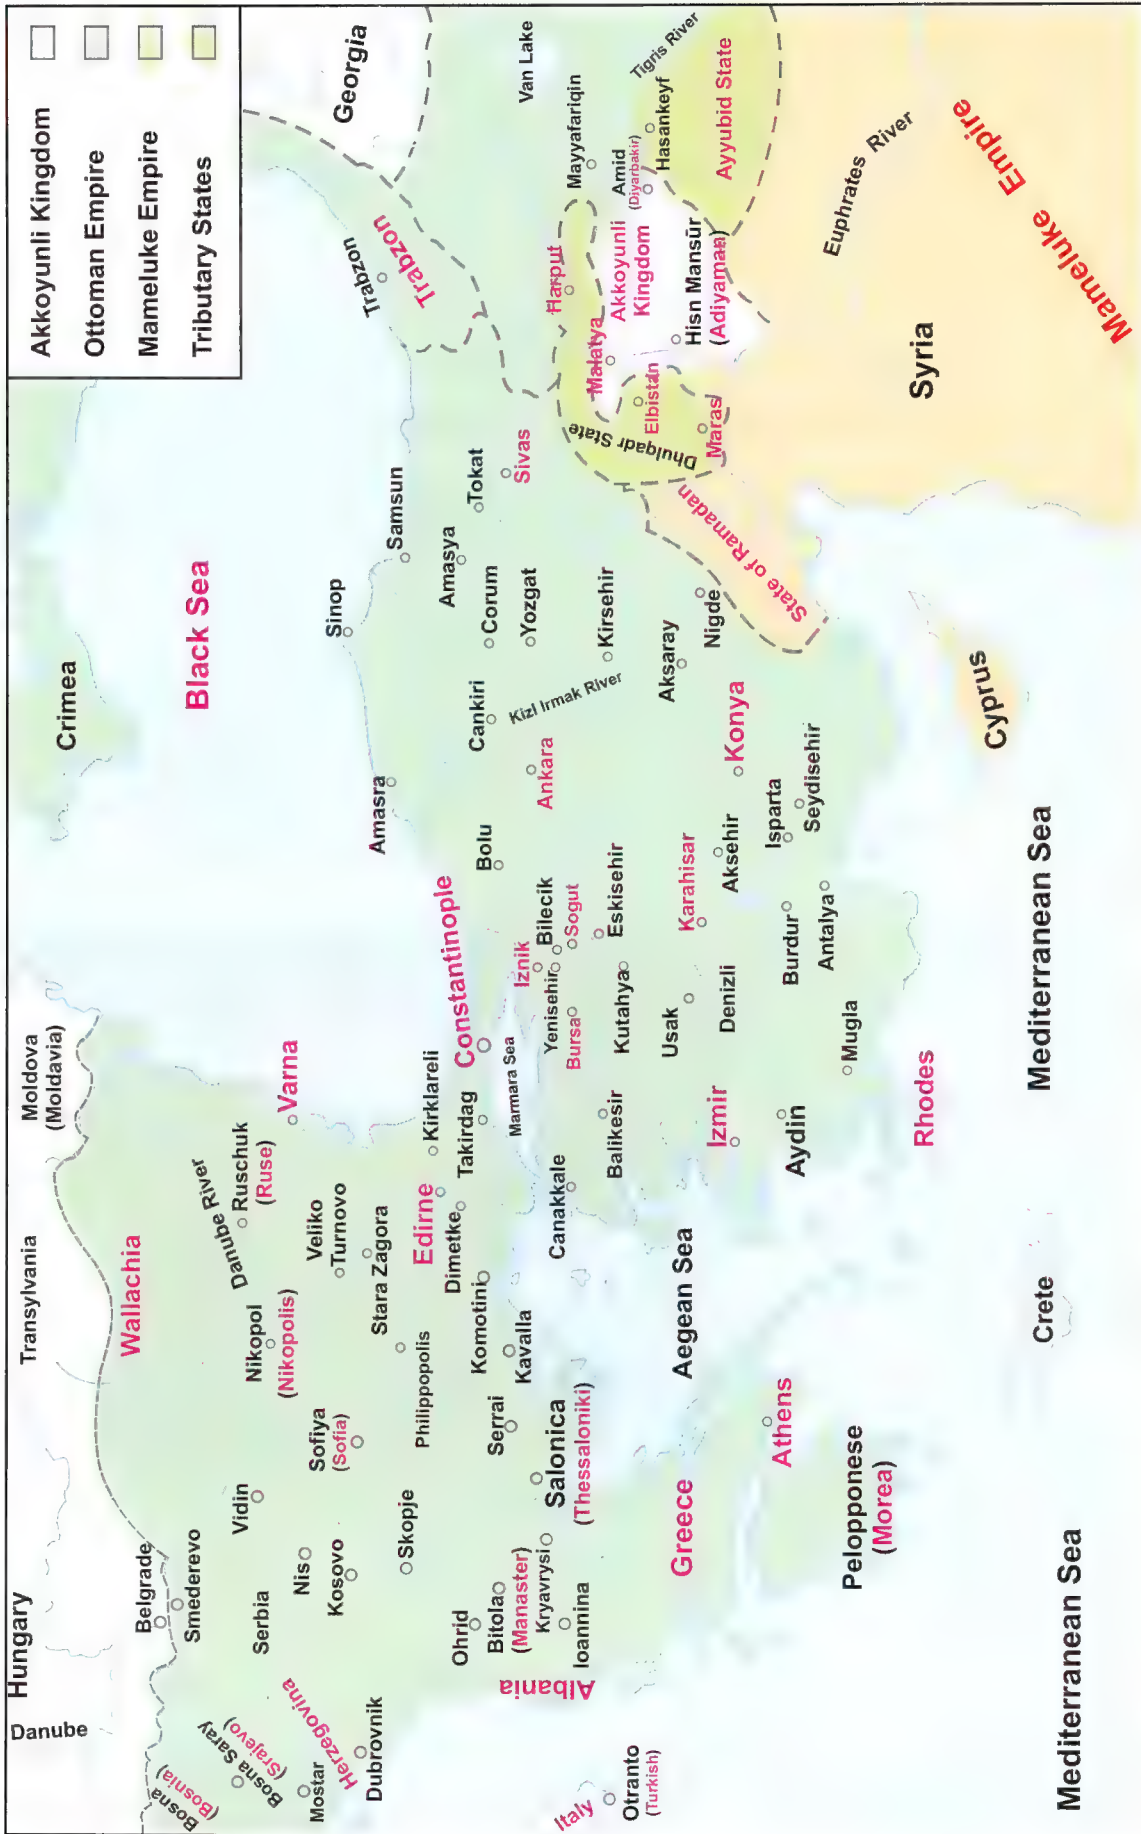 Akkoyunli Kingdom
Ottoman Empire
Mameluke Empire
Tributary States
Hungary
Danube
Transylvania
Moldova
(Moldavia)
Crimea
Georgia
Belgrade
Smederevo
Wallachia
Black Sea
Bosna
(Bosnia)
Bosna Saray
(Srajevo)
Mostar
Herzegovina
Dubrovnik
Serbia
Vidin
Nis
Kosovo
Skopje
Sofiya
(Sofia)
Nikopol
(Nikopolis)
Danube River
Ruschuk
(Ruse)
Varna
Veliko
Turnovo
Stara Zagora
Philippopolis
Edirne
Dimetke
Kirklareli
Takirdag
Constantinople
Marmara Sea
Komotini
Kavalla
Serrai
Salonica
(Thessaloniki)
Ohrid
Bitola
(Manaster)
Kryavrysi
Ioannina
Albania
Italy
Otranto
(Turkish)
Greece
Athens
Peloponnese
(Morea)
Aegean Sea
Crete
Rhodes
Mediterranean Sea
Mediterranean Sea
Cyprus
Amasra
Sinop
Samsun
Trabzon
Trabzon
Bolu
Cankiri
Kizl Irmak River
Corum
Amasya
Tokat
Sivas
Yozgat
Ankara
Kirsehir
Iznik
Bilecik
Sogut
Yenisehir
Bursa
Eskisehir
Kutahya
Canakkale
Balikesir
Usak
Karahisar
Aksehir
Konya
Aksaray
Nigde
Izmir
Aydin
Denizli
Mugla
Burdur
Isparta
Seydisehir
Antalya
State of Ramadan
Dhulqadr State
Maras
Elbistan
Malatya
Harput
Akkoyunli
Kingdom
Hisn Mansūr
(Adiyaman)
Amid
(Diyarbakir)
Mayyafariqin
Hasankeyf
Van Lake
Tigris River
Ayyubid State
Euphrates River
Syria
Mameluke Empire